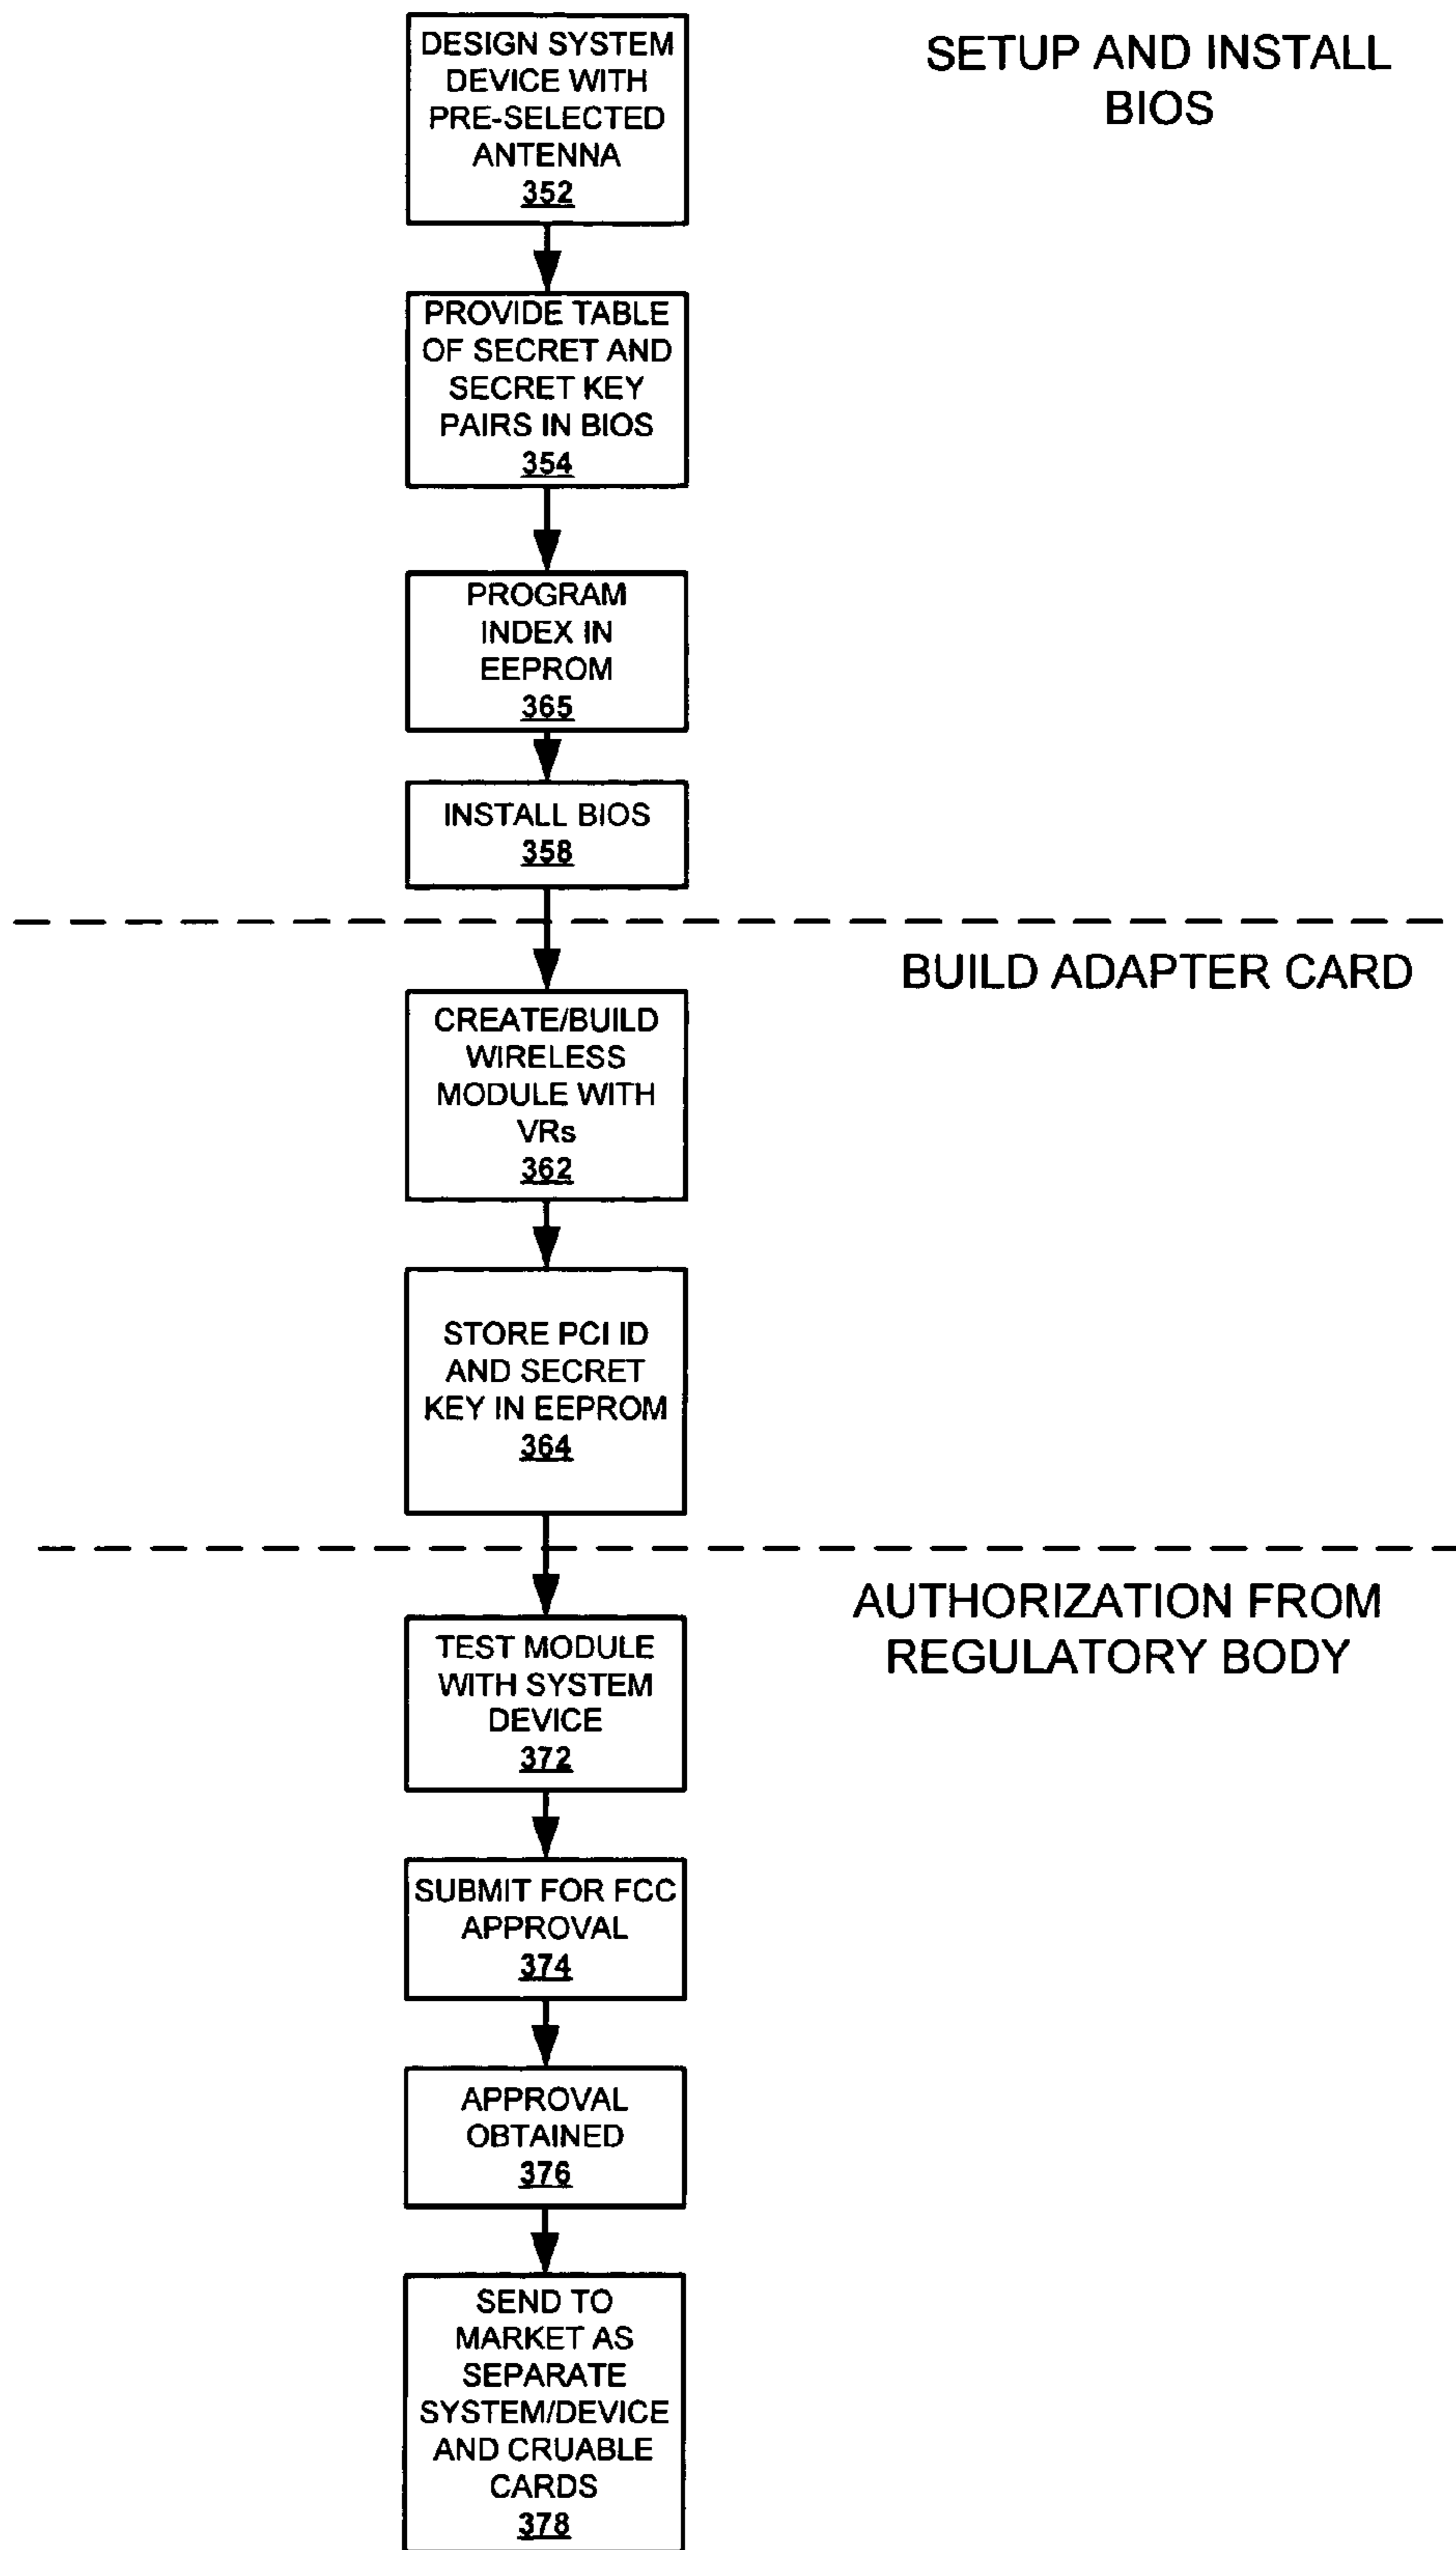 DESIGN SYSTEM
DEVICE WITH
PRE-SELECTED
ANTENNA
352
SETUP AND INSTALL
BIOS
PROVIDE TABLE
OF SECRET AND
SECRET KEY
PAIRS IN BIOS
354
PROGRAM
INDEX IN
EEPROM
365
INSTALL BIOS
358
BUILD ADAPTER CARD
CREATE/BUILD
WIRELESS
MODULE WITH
VRs
362
STORE PCI ID
AND SECRET
KEY IN EEPROM
364
AUTHORIZATION FROM
REGULATORY BODY
TEST MODULE
WITH SYSTEM
DEVICE
372
SUBMIT FOR FCC
APPROVAL
374
APPROVAL
OBTAINED
376
SEND TO
MARKET AS
SEPARATE
SYSTEM/DEVICE
AND CRUABLE
CARDS
378